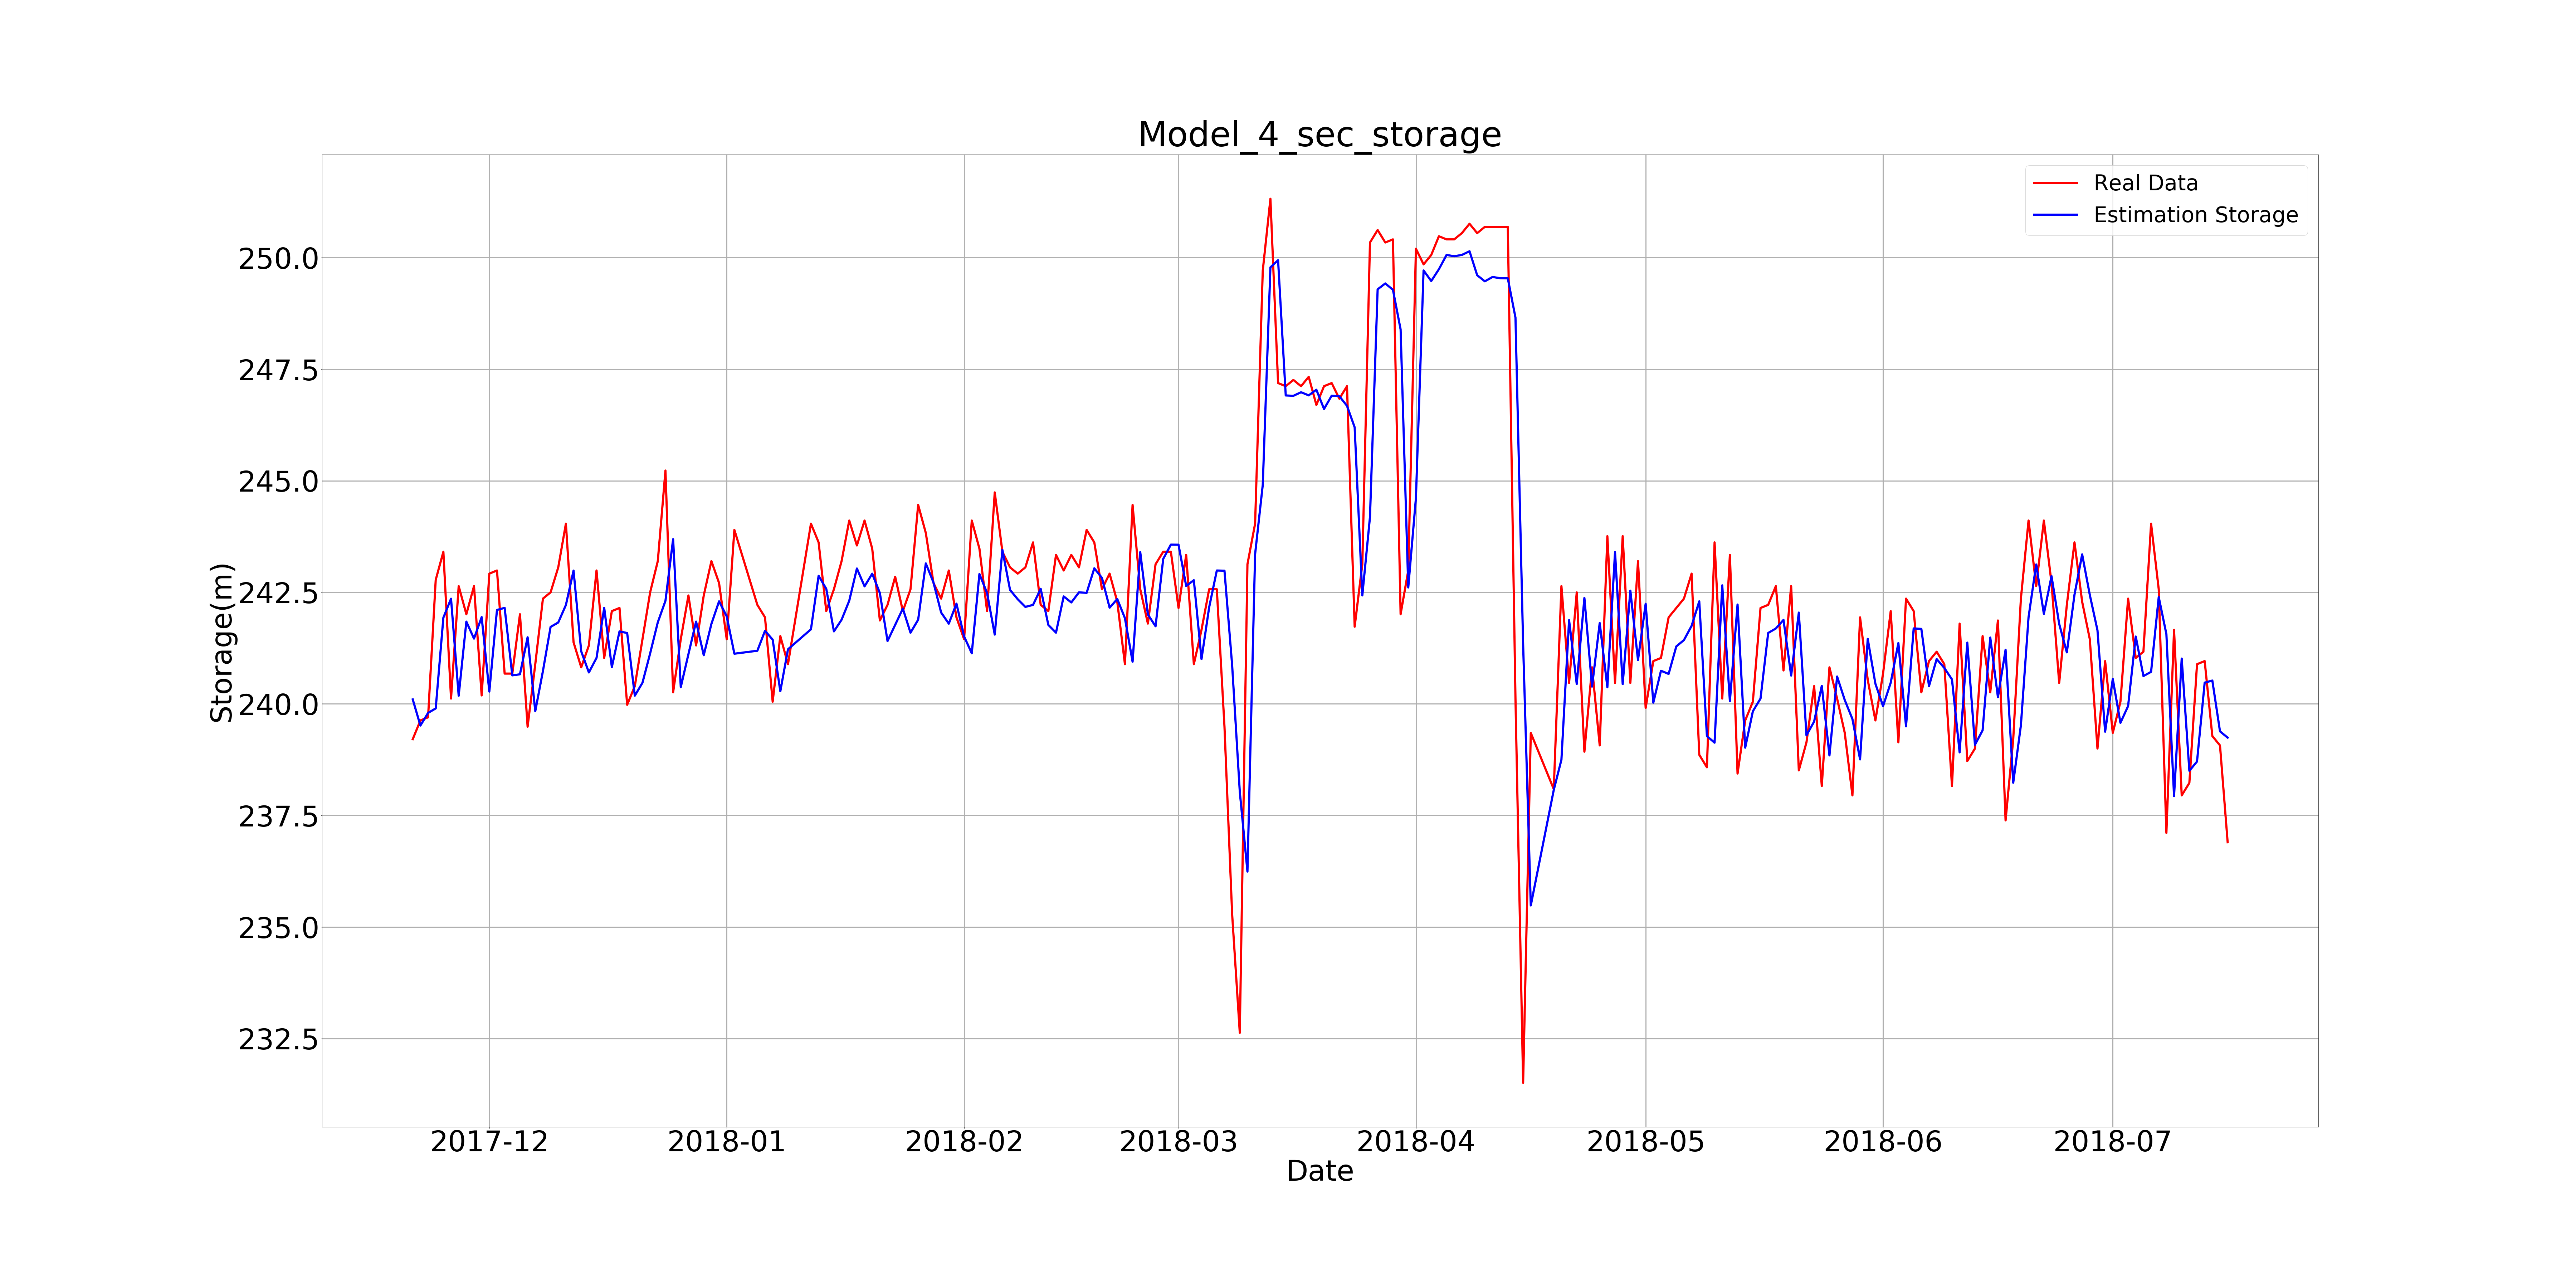 Model_4_sec_storage
Real Data
Estimation Storage
250.0
247.5
245.0
242.5
240.0
237.5
235.0
232.5
Storage(m)
2017-12 2018-01 2018-02 2018-03 2018-04 2018-05 2018-06 2018-07
Date